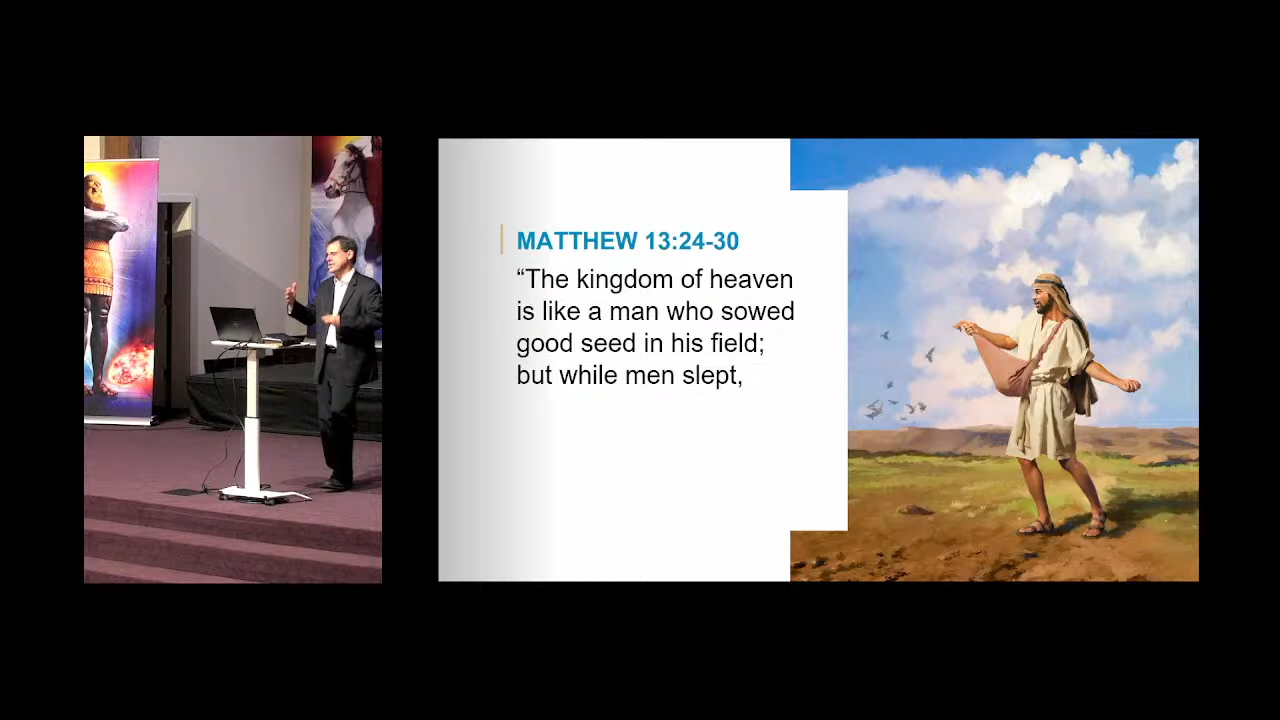 MATTHEW 13:24-30
“The kingdom of heaven
is like a man who sowed
good seed in his field;
but while men slept,